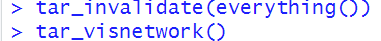 > tar_invalidate(everything())
> tar_visnetwork()